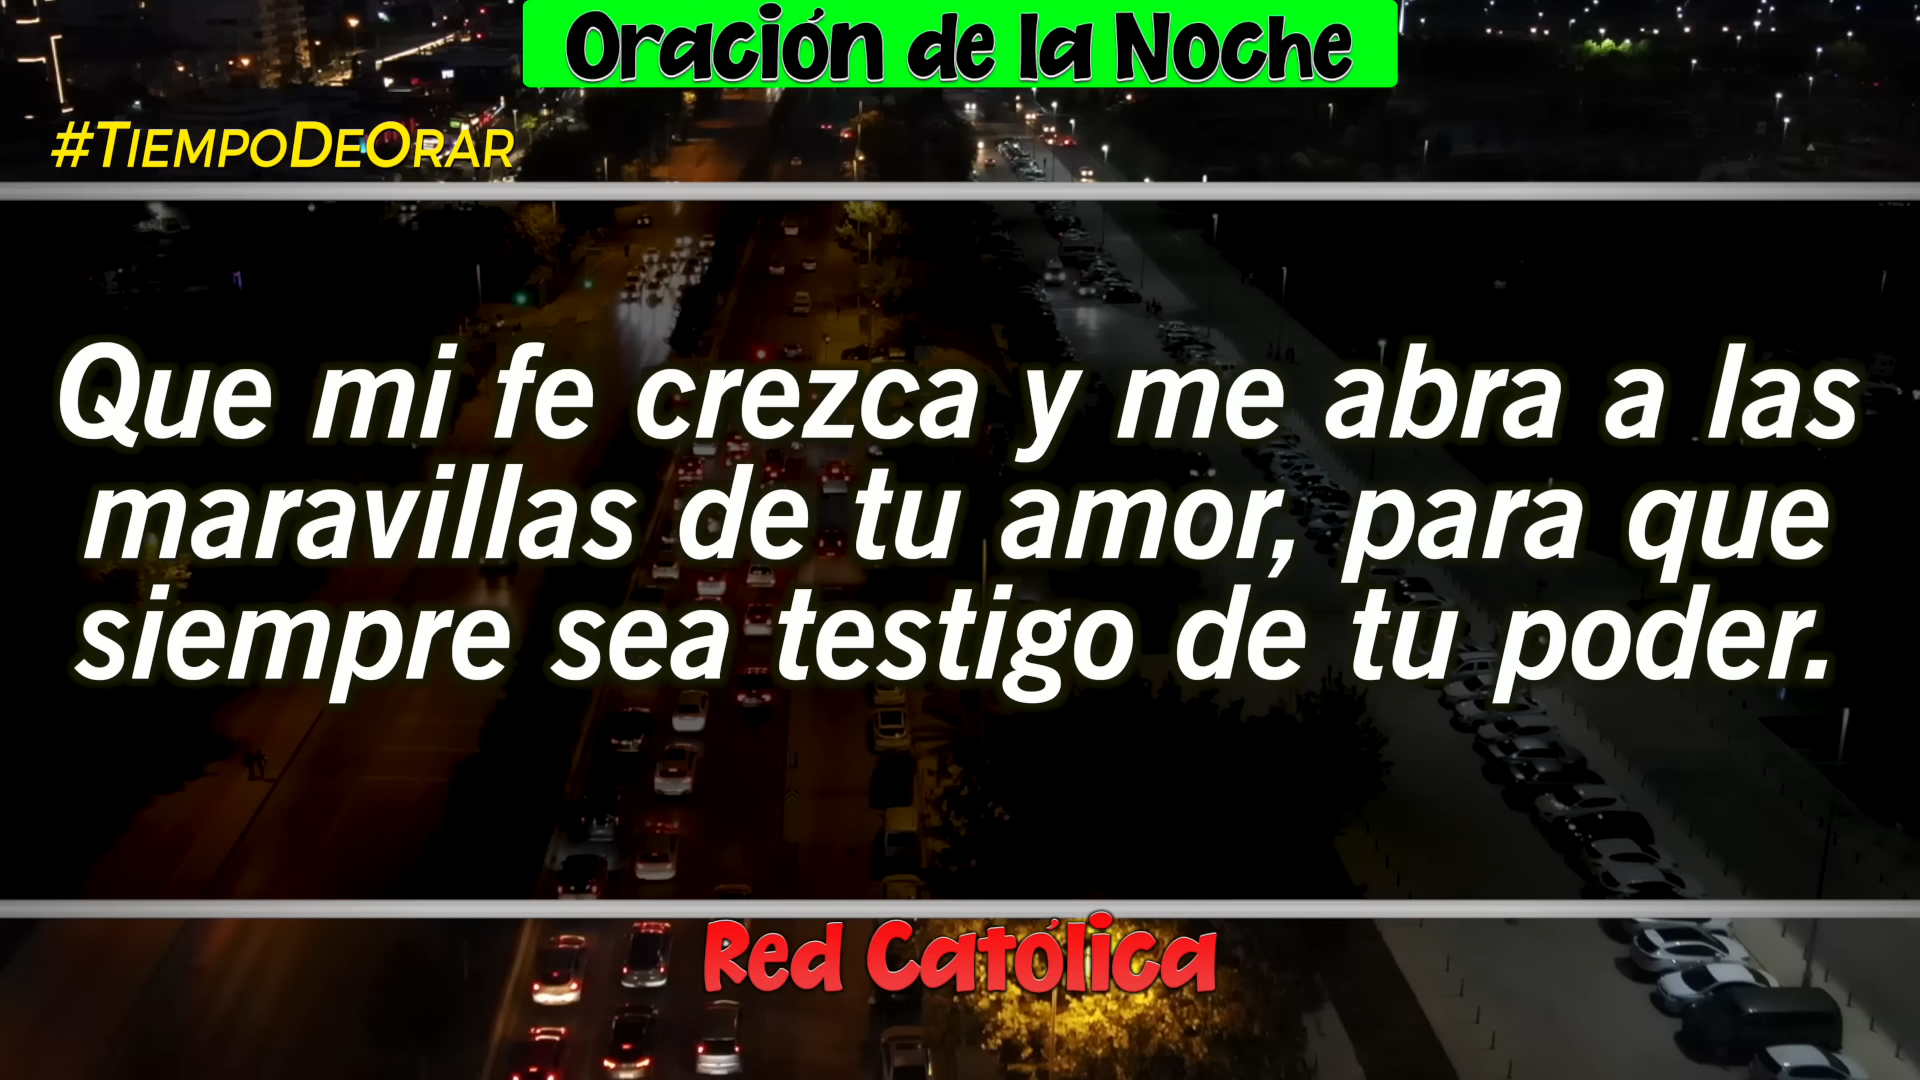 Oración de la Noche
#TIEMPODEORAR
Que mi fe crezca y me abra a las
maravillas de tu amor, para que
siempre sea testigo de tu poder.
Red Católica